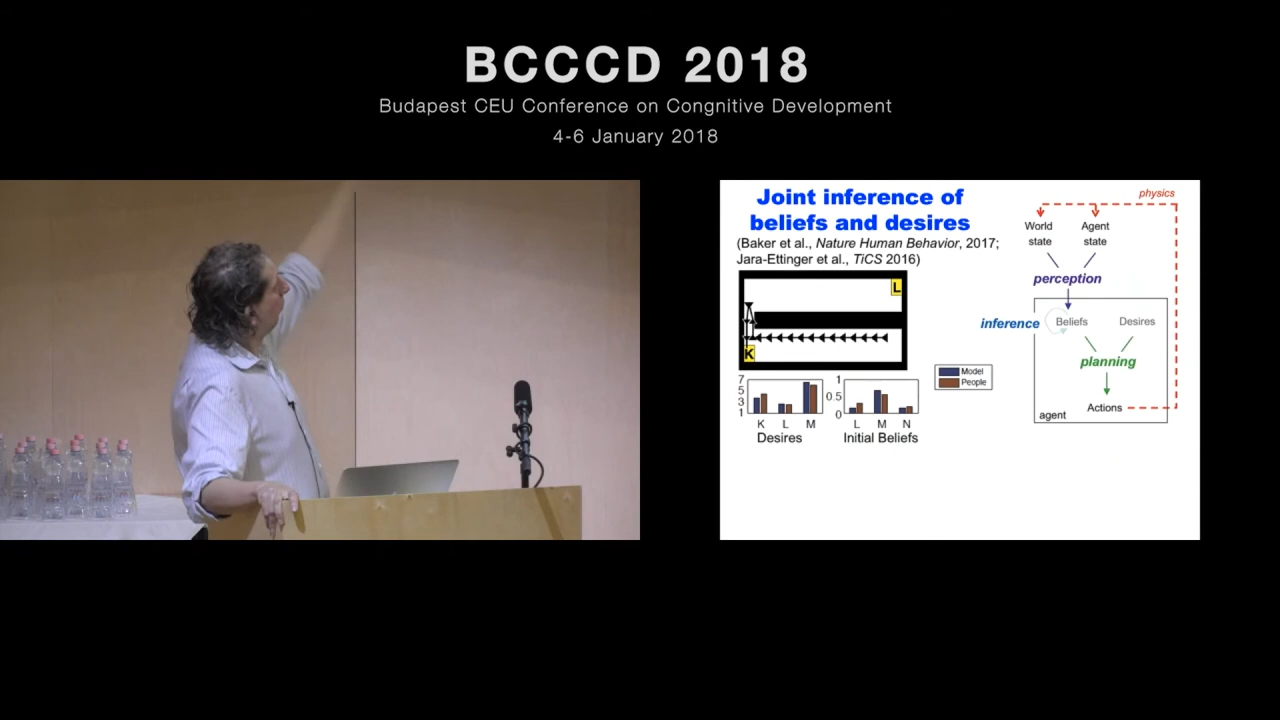 BCCCD 2018
Budapest CEU Conference on Congnitive Development
4-6 January 2018
Joint inference of
beliefs and desires
(Baker et al., Nature Human Behavior, 2017;
Jara-Ettinger et al., TiCS 2016)
L
K
7
5
3
1
K L M
Desires
1
0.5
0
L M N
Initial Beliefs
Model
People
physics
World
state
Agent
state
perception
inference
Beliefs
Desires
planning
Actions
agent